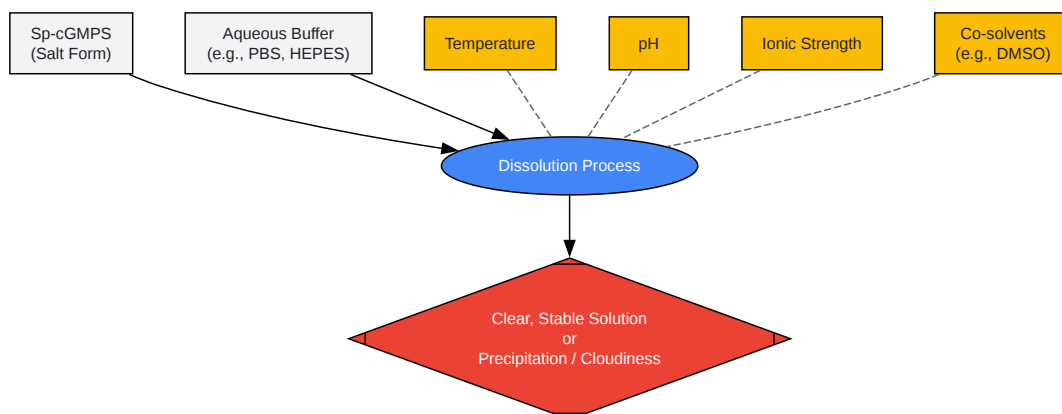 Sp-cGMPS
(Salt Form)
Aqueous Buffer
(e.g., PBS, HEPES)
Temperature
pH
Ionic Strength
Co-solvents
(e.g., DMSO)
Dissolution Process
Clear, Stable Solution
or
Precipitation / Cloudiness